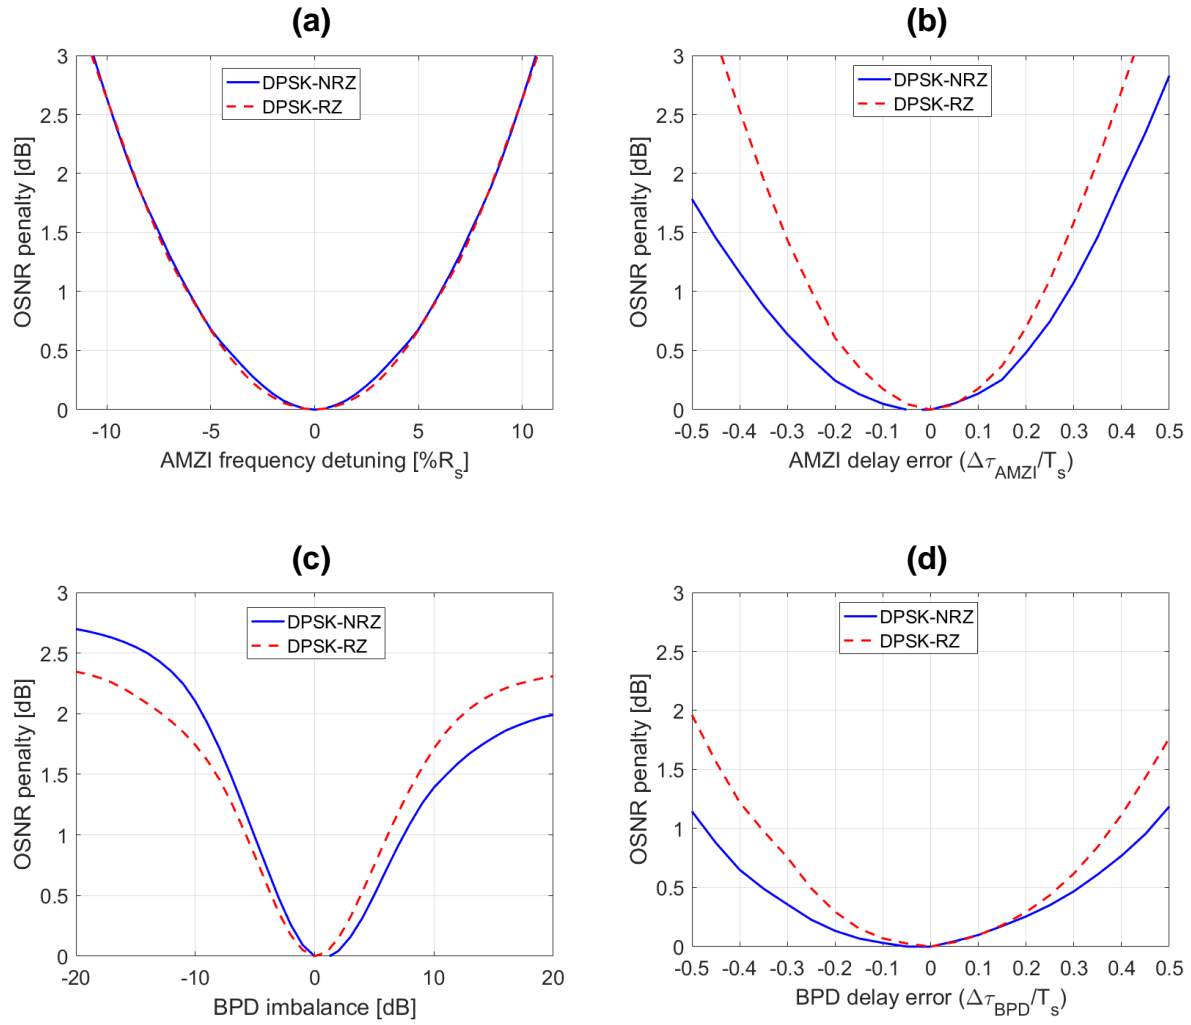 (a)
3
2.5
2
1.5
1
0.5
0
OSNR penalty [dB]
DPSK-NRZ
DPSK-RZ
-10 -5 0 5 10
AMZI frequency detuning [%Rs]
(b)
3
2.5
2
1.5
1
0.5
0
OSNR penalty [dB]
DPSK-NRZ
DPSK-RZ
-0.5 -0.4 -0.3 -0.2 -0.1 0 0.1 0.2 0.3 0.4 0.5
AMZI delay error (ΔτAMZI/Ts)
(c)
3
2.5
2
1.5
1
0.5
0
OSNR penalty [dB]
DPSK-NRZ
DPSK-RZ
-20 -10 0 10 20
BPD imbalance [dB]
(d)
3
2.5
2
1.5
1
0.5
0
OSNR penalty [dB]
DPSK-NRZ
DPSK-RZ
-0.5 -0.4 -0.3 -0.2 -0.1 0 0.1 0.2 0.3 0.4 0.5
BPD delay error (ΔτBPD/Ts)